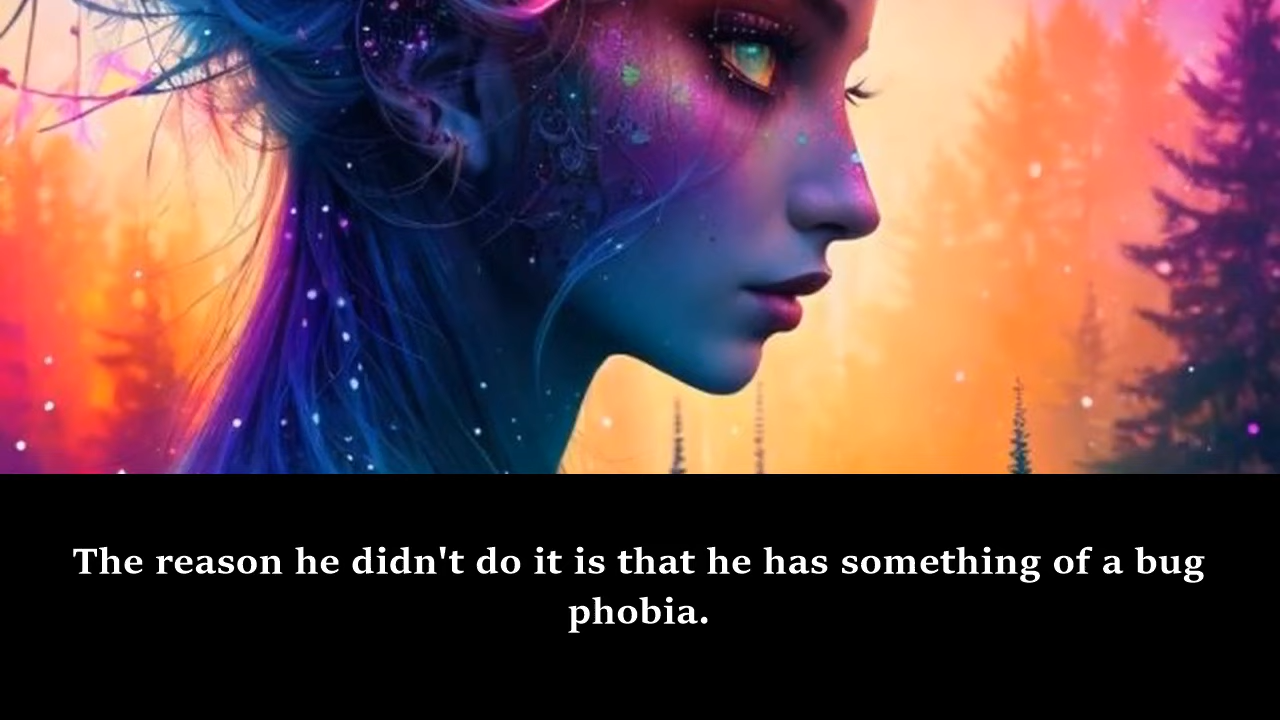 The reason he didn't do it is that he has something of a bug
phobia.